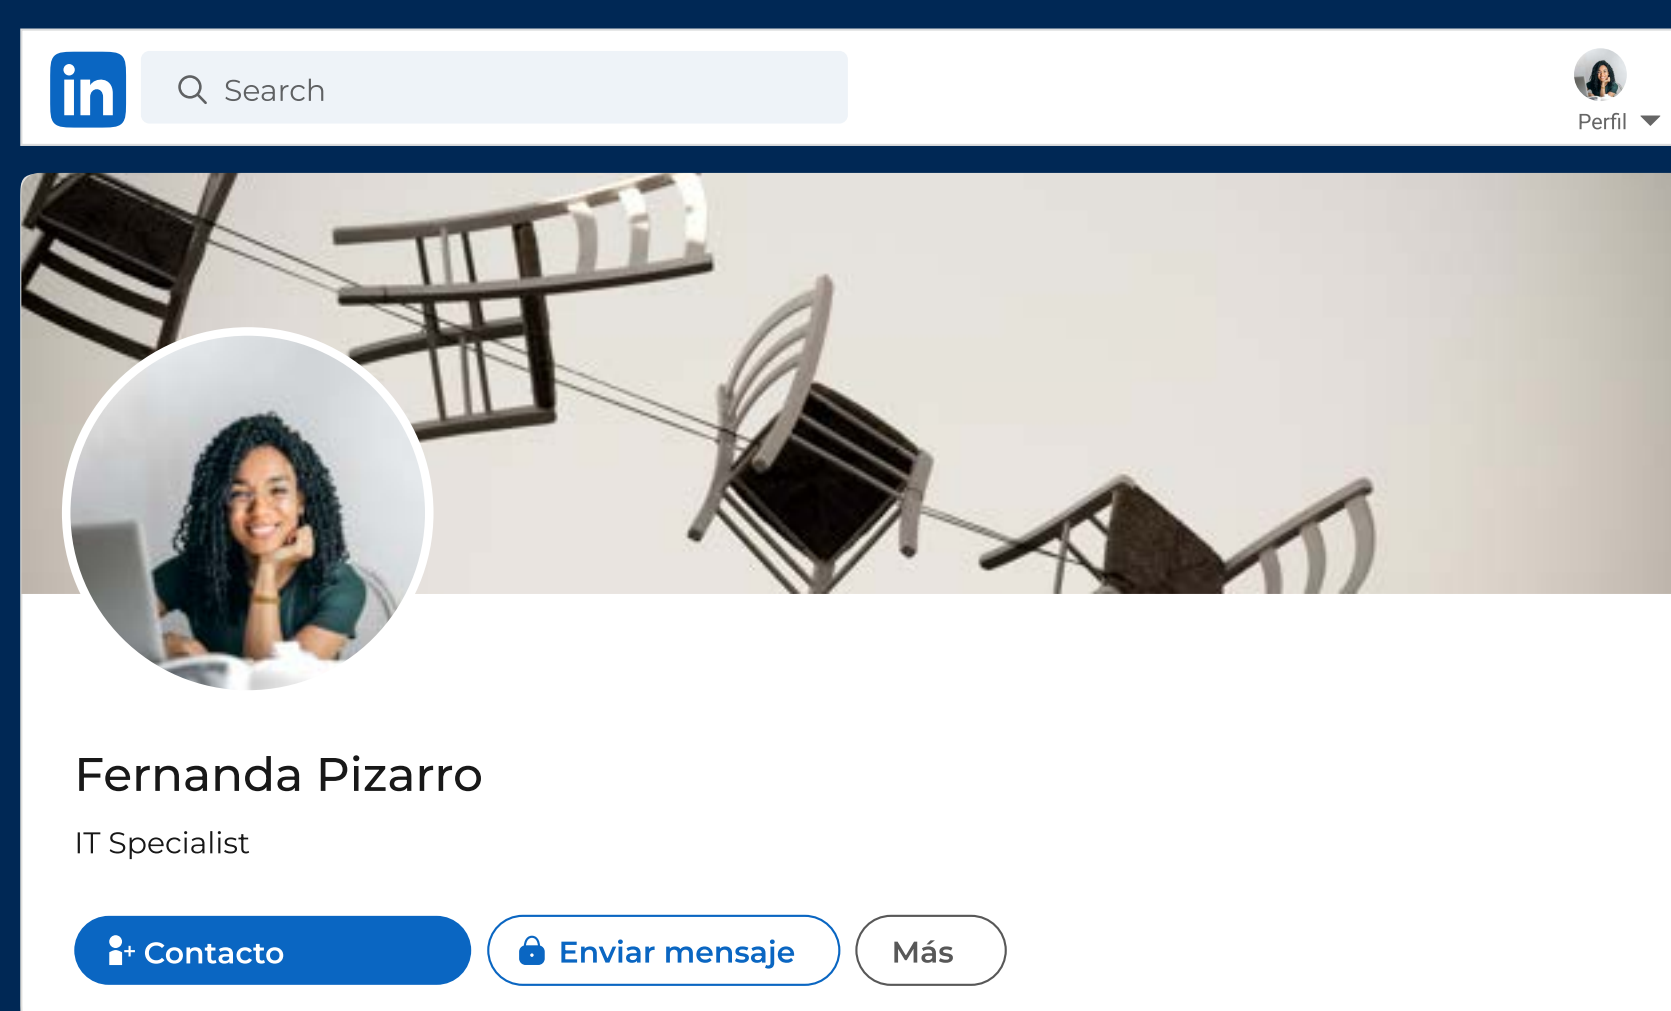 in
Search
Perfil
Fernanda Pizarro
IT Specialist
Contacto
Enviar mensaje
Más